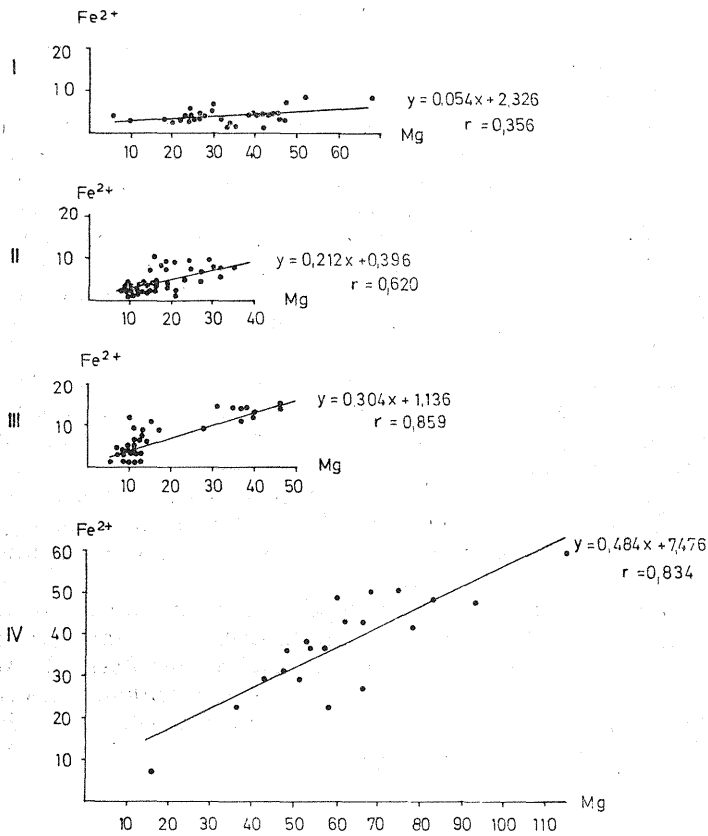 Fe2+
I
20
10
y = 0.054x + 2,326
r = 0,356
Mg
10 20 30 40 50 60
Fe2+
II
20
10
y = 0,212x + 0,396
r = 0,620
Mg
10 20 30 40
Fe2+
III
20
10
y = 0,304x + 1,136
r = 0,859
Mg
10 20 30 40 50
Fe2+
IV
60
50
40
30
20
10
y = 0,484x + 7,476
r = 0,834
Mg
10 20 30 40 50 60 70 80 90 100 110